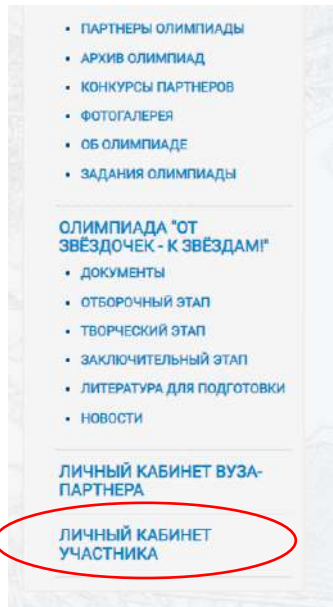 ПАРТНЕРЫ ОЛИМПИАДЫ
АРХИВ ОЛИМПИАД
КОНКУРСЫ ПАРТНЕРОВ
ФОТОГАЛЕРЕЯ
ОБ ОЛИМПИАДЕ
ЗАДАНИЯ ОЛИМПИАДЫ
ОЛИМПИАДА "ОТ
ЗВЁЗДОЧЕК - К ЗВЁЗДАМ!"
ДОКУМЕНТЫ
ОТБОРОЧНЫЙ ЭТАП
ТВОРЧЕСКИЙ ЭТАП
ЗАКЛЮЧИТЕЛЬНЫЙ ЭТАП
ЛИТЕРАТУРА ДЛЯ ПОДГОТОВКИ
НОВОСТИ
ЛИЧНЫЙ КАБИНЕТ ВУЗА-
ПАРТНЕРА
ЛИЧНЫЙ КАБИНЕТ
УЧАСТНИКА